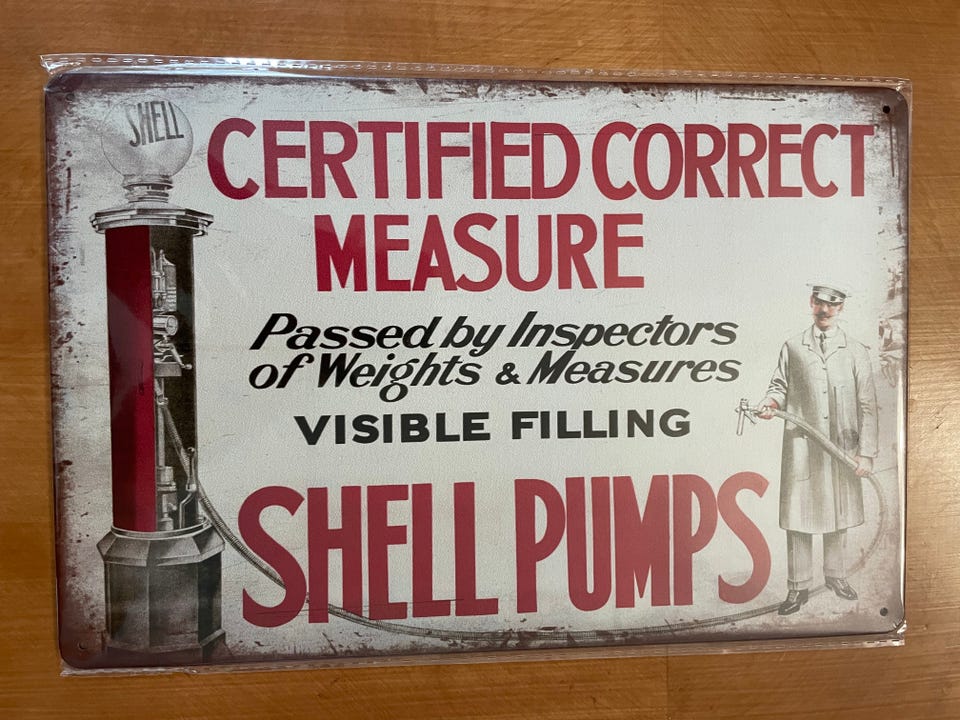 SHELL
CERTIFIED CORRECT
MEASURE
Passed by Inspectors
of Weights & Measures
VISIBLE FILLING
SHELL PUMPS